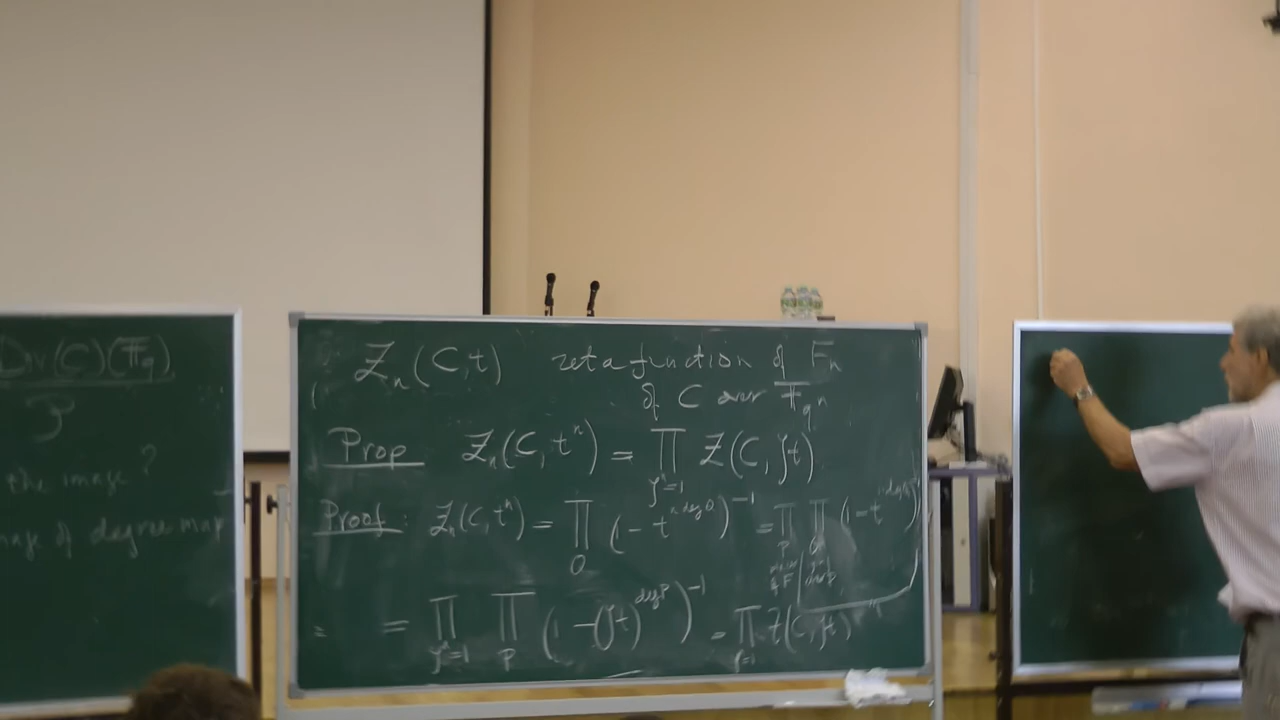 Div(C)(𝔽_q)
the image?
image of degree map
Z_n(C,t) zeta function of F_n
of C over 𝔽_{q^n}
Prop Z_n(C,t^n) = ∏_{ζ^n=1} Z(C,ζt)
Proof: Z_n(C,t^n) = ∏_Q (1-t^{n deg Q})^{-1} = ∏_P ∏_Q (1-t
= ∏_{ζ^n=1} ∏_P (1-(ζt)^{deg P})^{-1} = ∏_{ζ^n=1} Z(C,ζt)